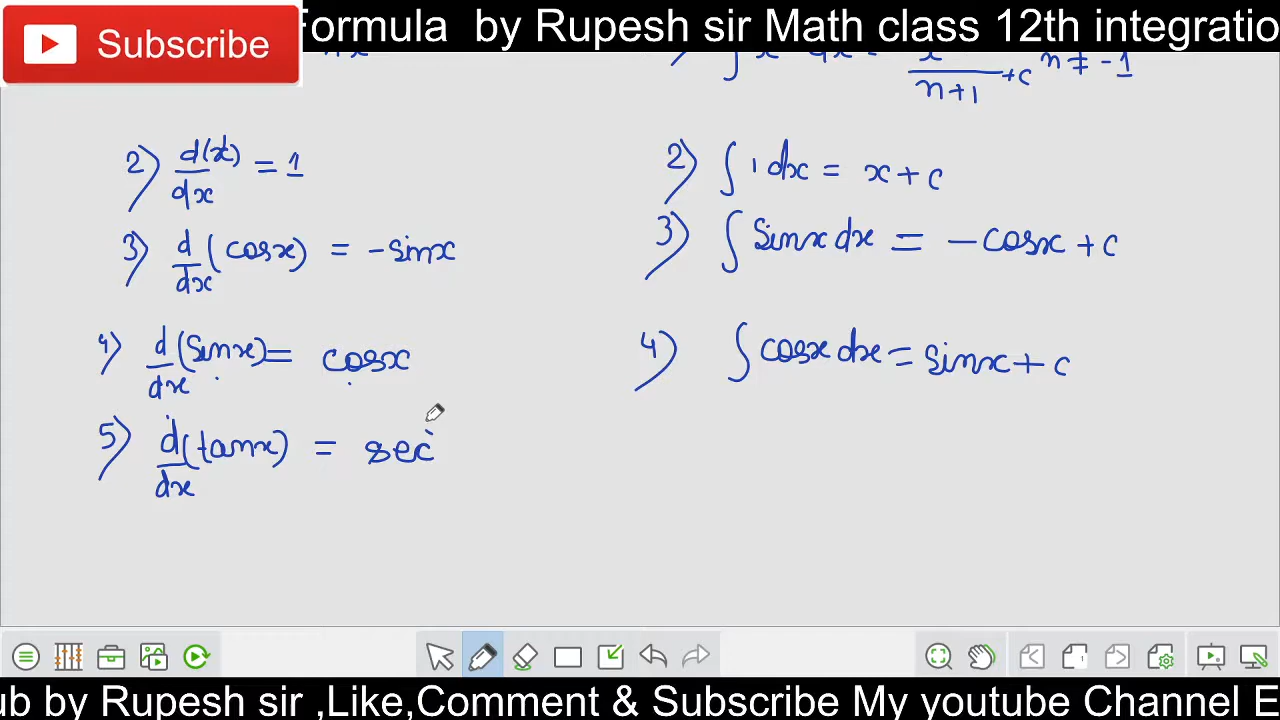 Subscribe
Formula by Rupesh sir Math class 12th integratio
n+1 +c n ≠ -1
2) d(x)/dx = 1
2) ∫ 1 dx = x + c
3) d/dx (cosx) = -sinx
3) ∫ sinx dx = -cosx + c
4) d/dx (sinx) = cosx
4) ∫ cosx dx = sinx + c
5) d/dx (tanx) = sec
ub by Rupesh sir ,Like,Comment & Subscribe My youtube Channel E